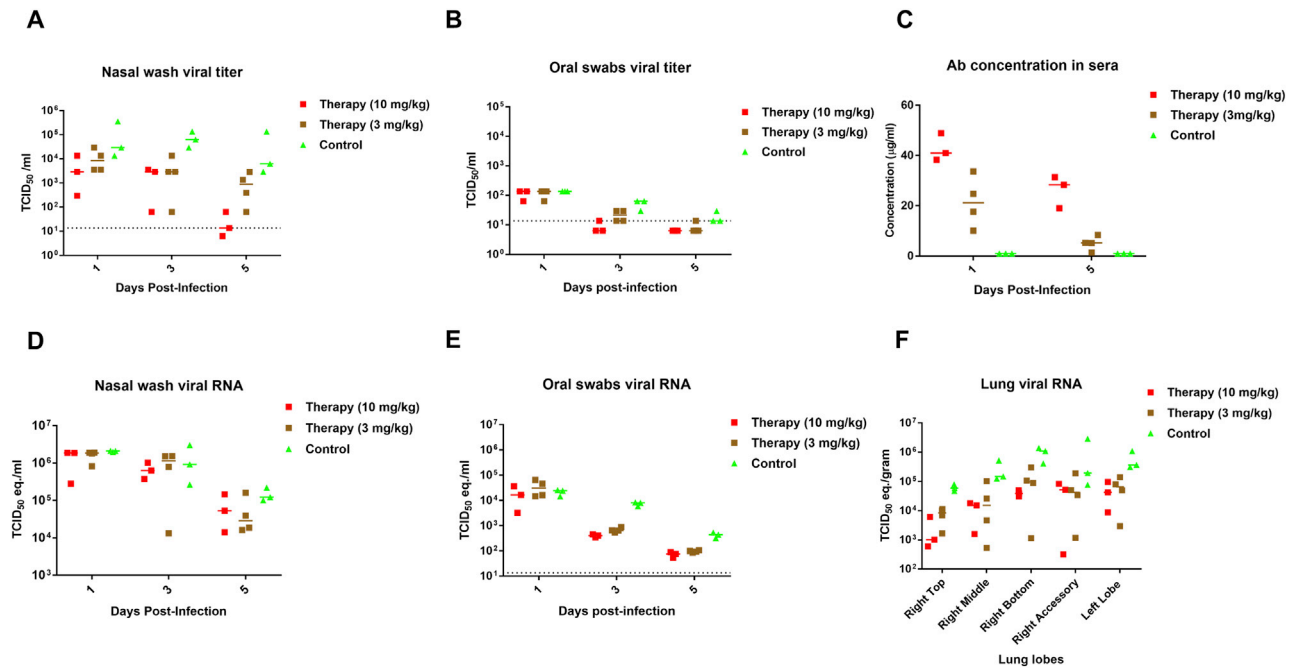 A
Nasal wash viral titer
TCID50 /ml
10^6
10^5
10^4
10^3
10^2
10^1
10^0
1
3
5
Days Post-Infection
Therapy (10 mg/kg)
Therapy (3 mg/kg)
Control
B
Oral swabs viral titer
TCID50/ml
10^5
10^4
10^3
10^2
10^1
10^0
1
3
5
Days post-infection
Therapy (10 mg/kg)
Therapy (3 mg/kg)
Control
C
Ab concentration in sera
Concentration (µg/ml)
60
40
20
0
1
5
Days Post-Infection
Therapy (10 mg/kg)
Therapy (3mg/kg)
Control
D
Nasal wash viral RNA
TCID50 eq./ml
10^7
10^6
10^5
10^4
10^3
1
3
5
Days Post-Infection
Therapy (10 mg/kg)
Therapy (3 mg/kg)
Control
E
Oral swabs viral RNA
TCID50 eq./ml
10^7
10^6
10^5
10^4
10^3
10^2
10^1
1
3
5
Days post-infection
Therapy (10 mg/kg)
Therapy (3 mg/kg)
Control
F
Lung viral RNA
TCID50 eq./gram
10^7
10^6
10^5
10^4
10^3
10^2
Right Top
Right Middle
Right Bottom
Right Accessory
Left Lobe
Lung lobes
Therapy (10 mg/kg)
Therapy (3 mg/kg)
Control